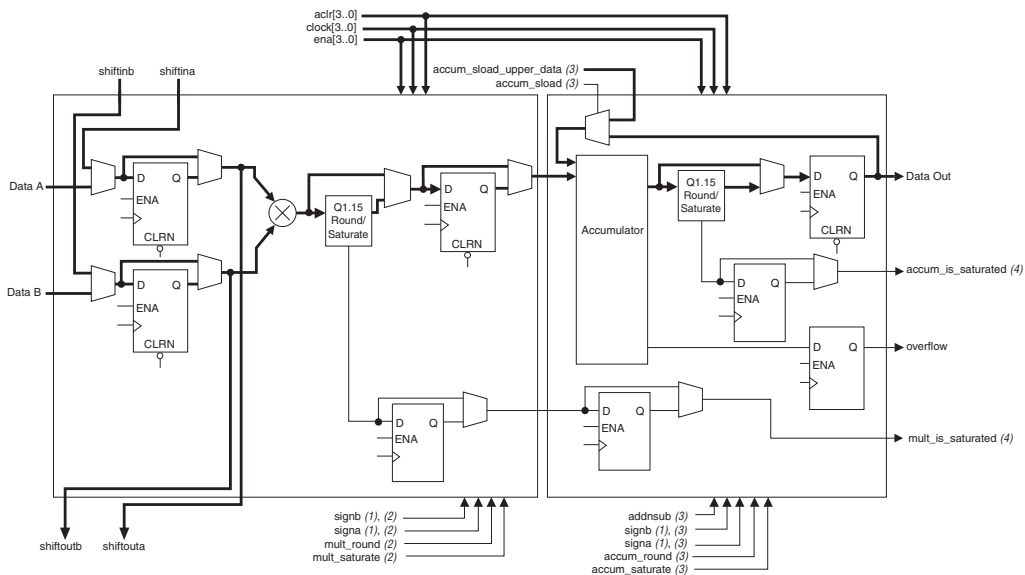 aclr[3..0]
clock[3..0]
ena[3..0]
shiftinb
shiftina
accum_sload_upper_data (3)
accum_sload (3)
Data A
D Q
ENA
CLRN
Q1.15
Round/
Saturate
D Q
ENA
CLRN
Accumulator
Q1.15
Round/
Saturate
D Q
ENA
CLRN
Data Out
Data B
D Q
ENA
CLRN
D Q
ENA
accum_is_saturated (4)
D Q
ENA
overflow
D Q
ENA
D Q
ENA
mult_is_saturated (4)
shiftoutb
shiftouta
signb (1), (2)
signa (1), (2)
mult_round (2)
mult_saturate (2)
addnsub (3)
signb (1), (3)
signa (1), (3)
accum_round (3)
accum_saturate (3)